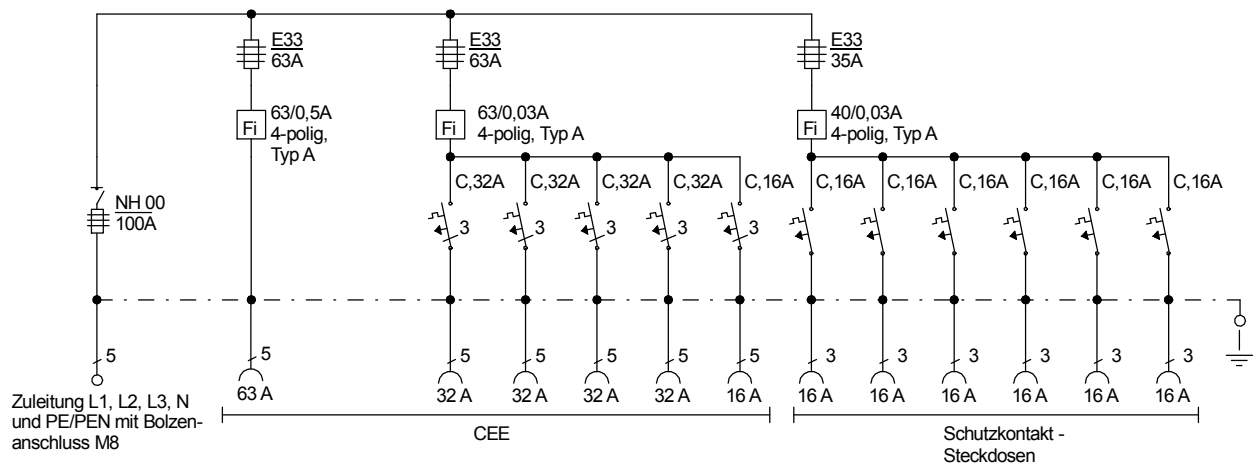 E33
63A
E33
63A
E33
35A
Fi
63/0,5A
4-polig,
Typ A
Fi
63/0,03A
4-polig, Typ A
Fi
40/0,03A
4-polig, Typ A
C,32A
C,32A
C,32A
C,32A
C,16A
C,16A
C,16A
C,16A
C,16A
C,16A
C,16A
NH 00
100A
3
3
3
3
3
5
5
5
5
5
5
5
3
3
3
3
3
3
63 A
32 A
32 A
32 A
32 A
16 A
16 A
16 A
16 A
16 A
16 A
16 A
Zuleitung L1, L2, L3, N
und PE/PEN mit Bolzen-
anschluss M8
CEE
Schutzkontakt -
Steckdosen